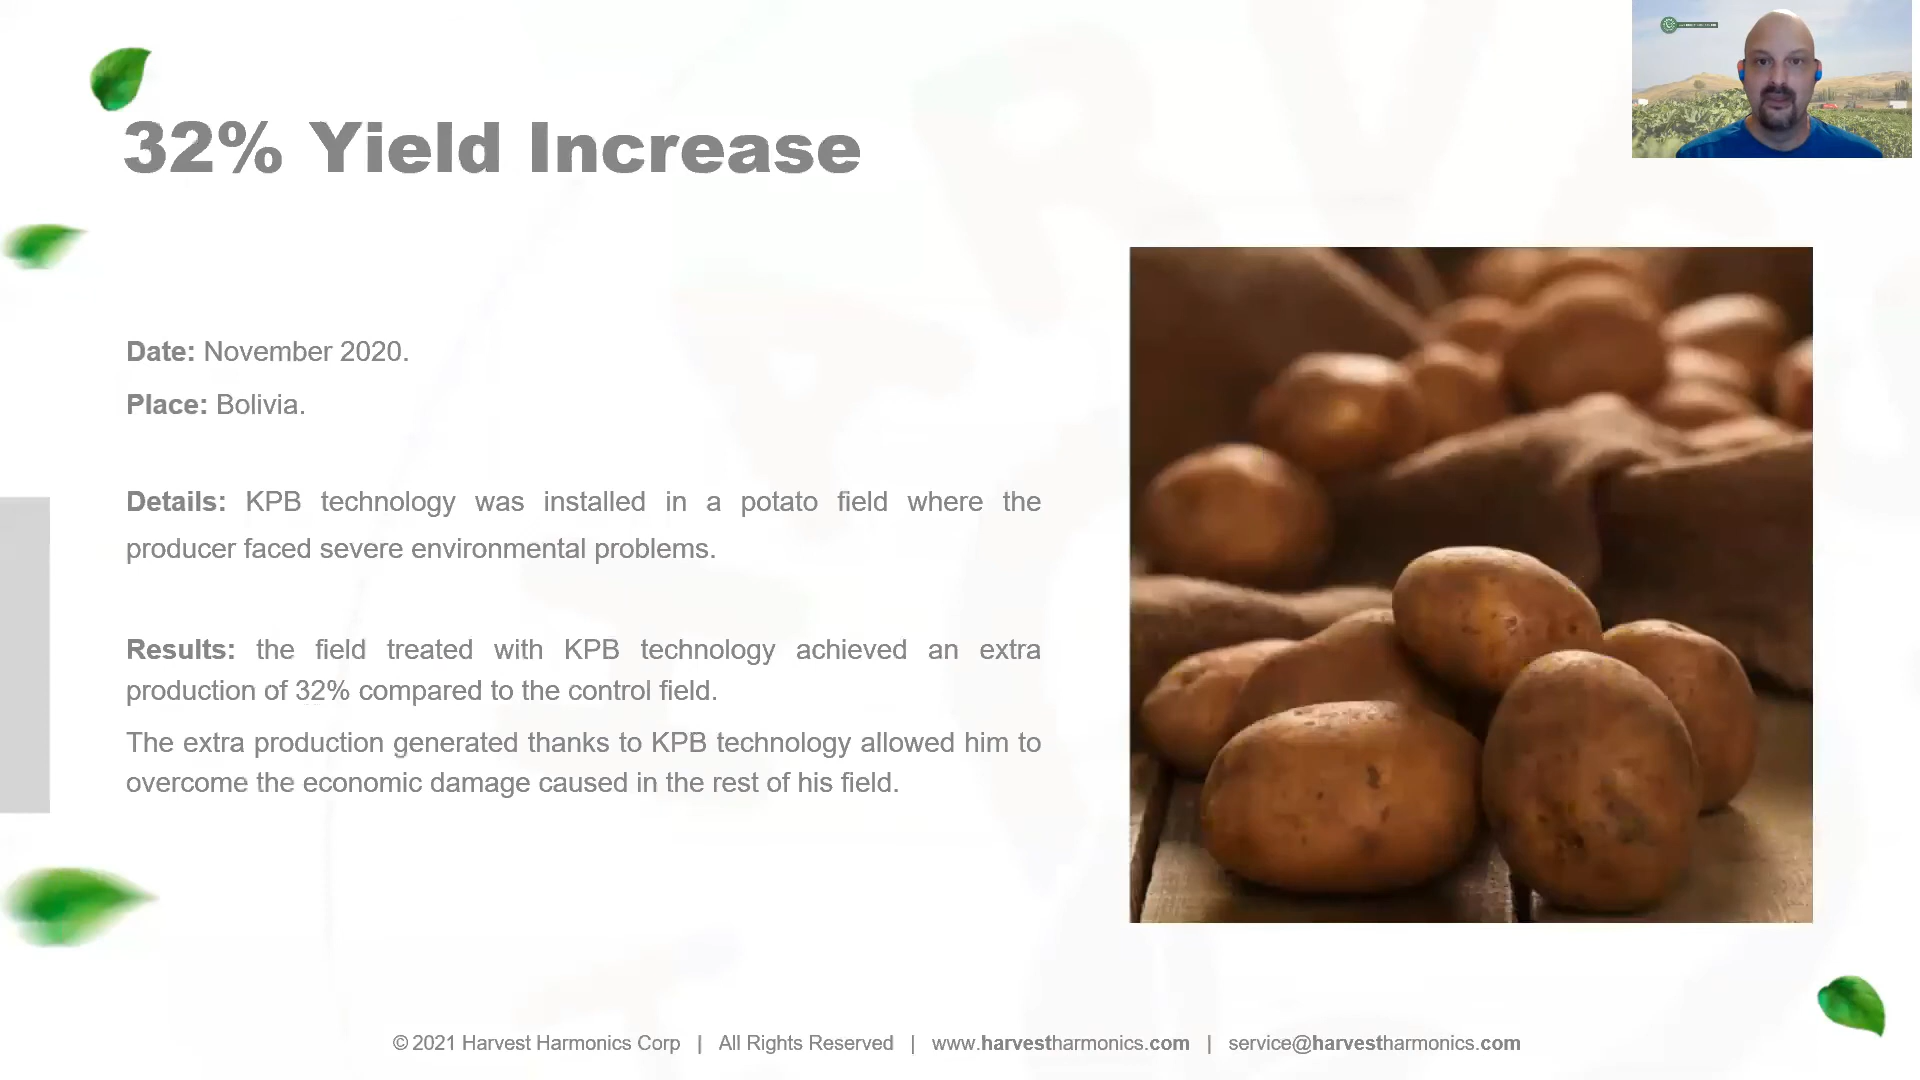 32% Yield Increase
Date: November 2020.
Place: Bolivia.
Details: KPB technology was installed in a potato field where the
producer faced severe environmental problems.
Results: the field treated with KPB technology achieved an extra
production of 32% compared to the control field.
The extra production generated thanks to KPB technology allowed him to
overcome the economic damage caused in the rest of his field.
© 2021 Harvest Harmonics Corp | All Rights Reserved | www.harvestharmonics.com | service@harvestharmonics.com